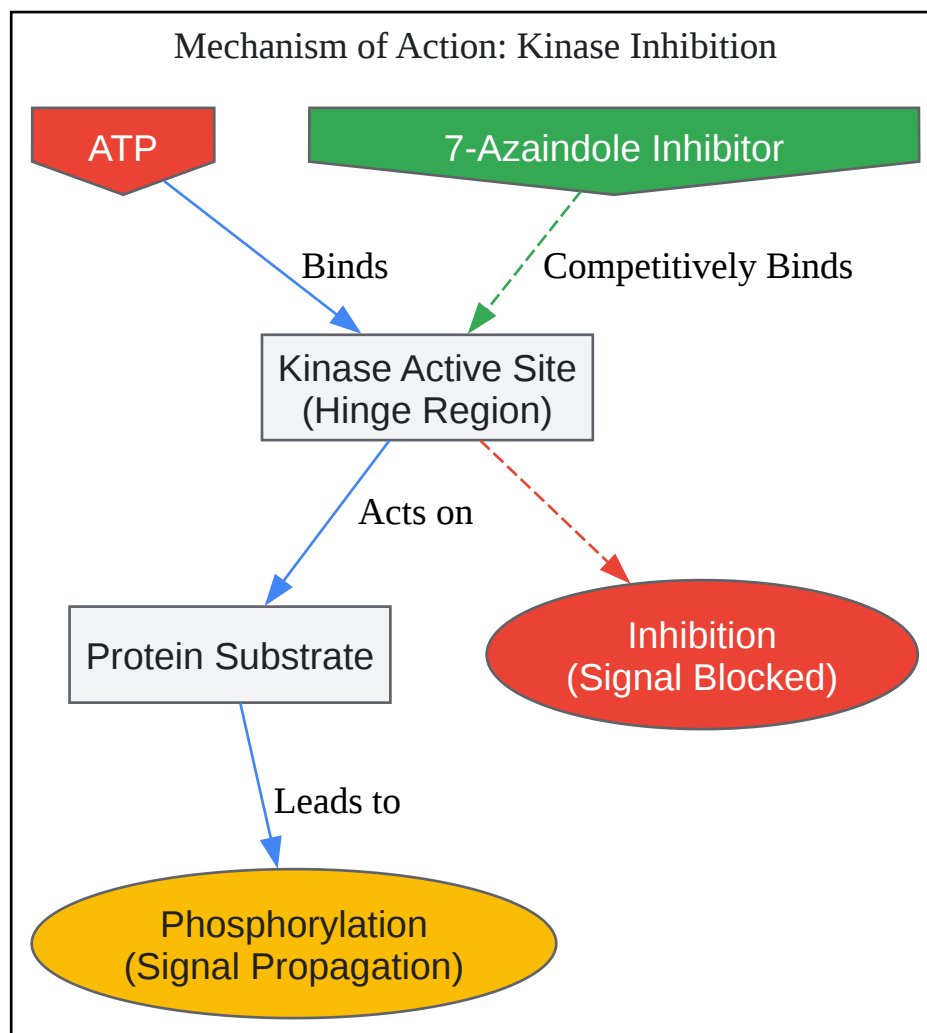 Mechanism of Action: Kinase Inhibition
ATP
7-Azaindole Inhibitor
Binds
Competitively Binds
Kinase Active Site
(Hinge Region)
Acts on
Protein Substrate
Inhibition
(Signal Blocked)
Leads to
Phosphorylation
(Signal Propagation)